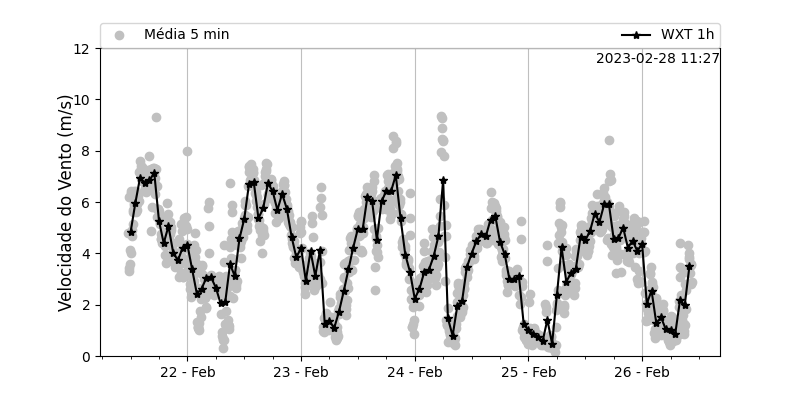 Média 5 min
WXT 1h
12
2023-02-28 11:27
10
8
6
4
2
0
Velocidade do Vento (m/s)
22 - Feb
23 - Feb
24 - Feb
25 - Feb
26 - Feb